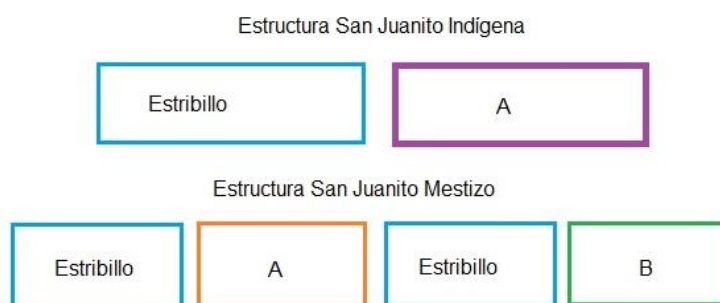 Estructura San Juanito Indígena
Estribillo A
Estructura San Juanito Mestizo
Estribillo A Estribillo B